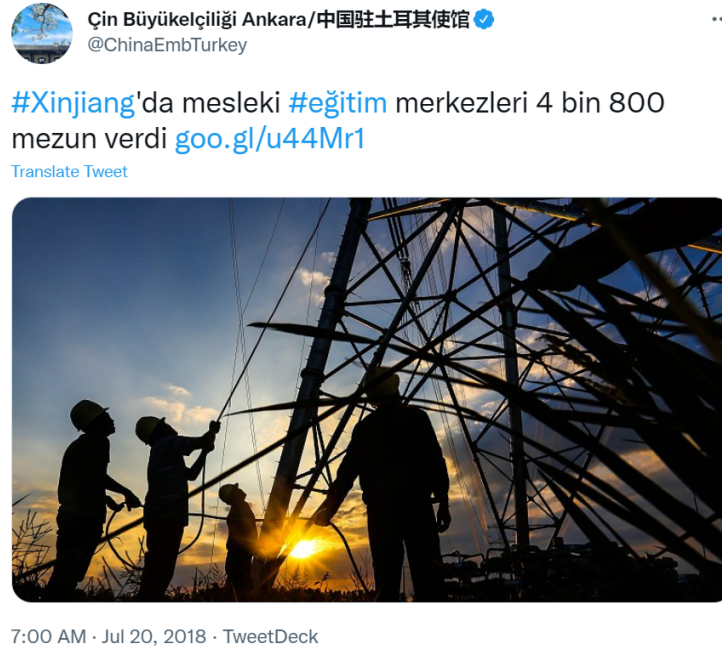 Çin Büyükelçiliği Ankara/中国驻土耳其使馆
@ChinaEmbTurkey
#Xinjiang'da mesleki #eğitim merkezleri 4 bin 800
mezun verdi goo.gl/u44Mr1
Translate Tweet
7:00 AM · Jul 20, 2018 · TweetDeck